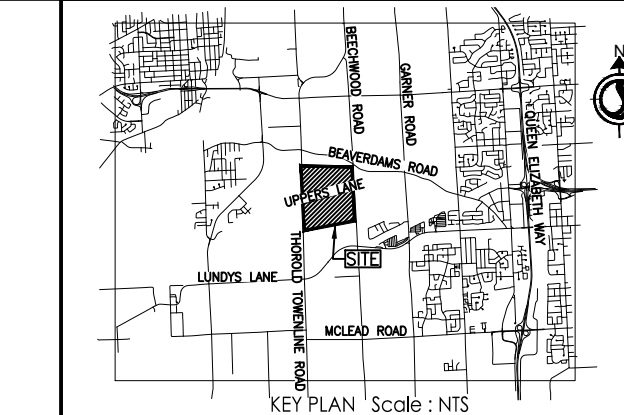 N
BEECHWOOD ROAD
GARNER ROAD
QUEEN ELIZABETH WAY
BEAVERDAMS ROAD
UPPERS LANE
THOROLD TOWENLINE ROAD
SITE
LUNDYS LANE
MCLEAD ROAD
KEY PLAN Scale : NTS